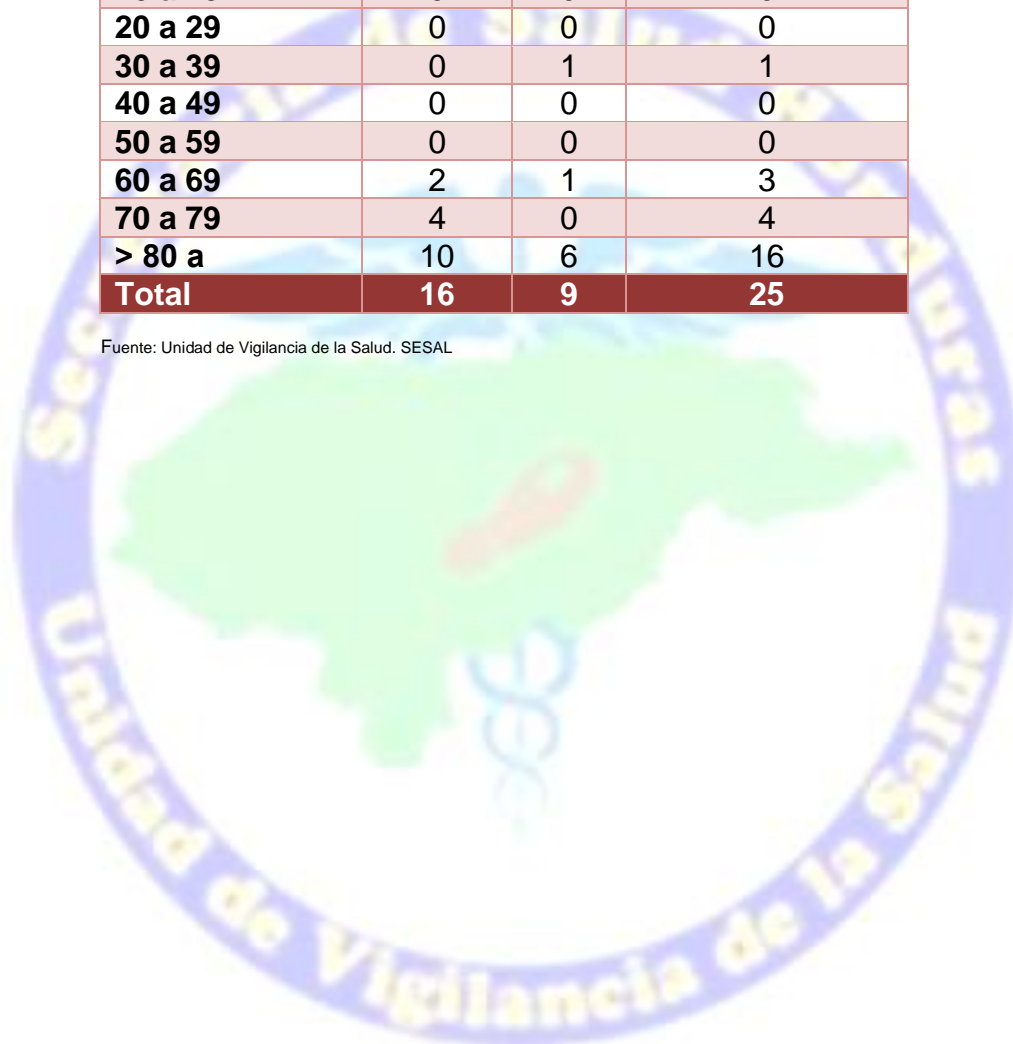 20 a 29 0 0 0
30 a 39 0 1 1
40 a 49 0 0 0
50 a 59 0 0 0
60 a 69 2 1 3
70 a 79 4 0 4
> 80 a 10 6 16
Total 16 9 25
Fuente: Unidad de Vigilancia de la Salud. SESAL
de Salud
Unidad de Vigilancia de la Salud